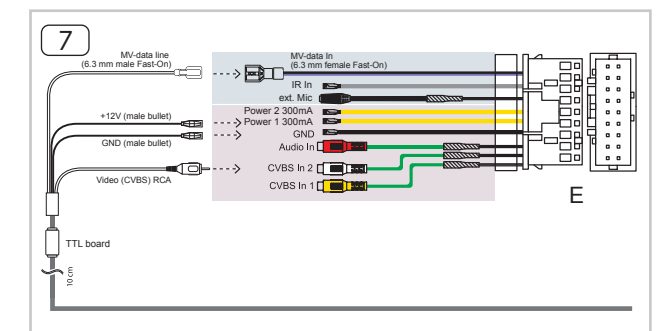 7
MV-data line
(6.3 mm male Fast-On)
MV-data In
(6.3 mm female Fast-On)
IR In
ext. Mic
+12V (male bullet)
Power 2 300mA
Power 1 300mA
GND (male bullet)
GND
Audio In
Video (CVBS) RCA
CVBS In 2
CVBS In 1
E
TTL board
10 cm